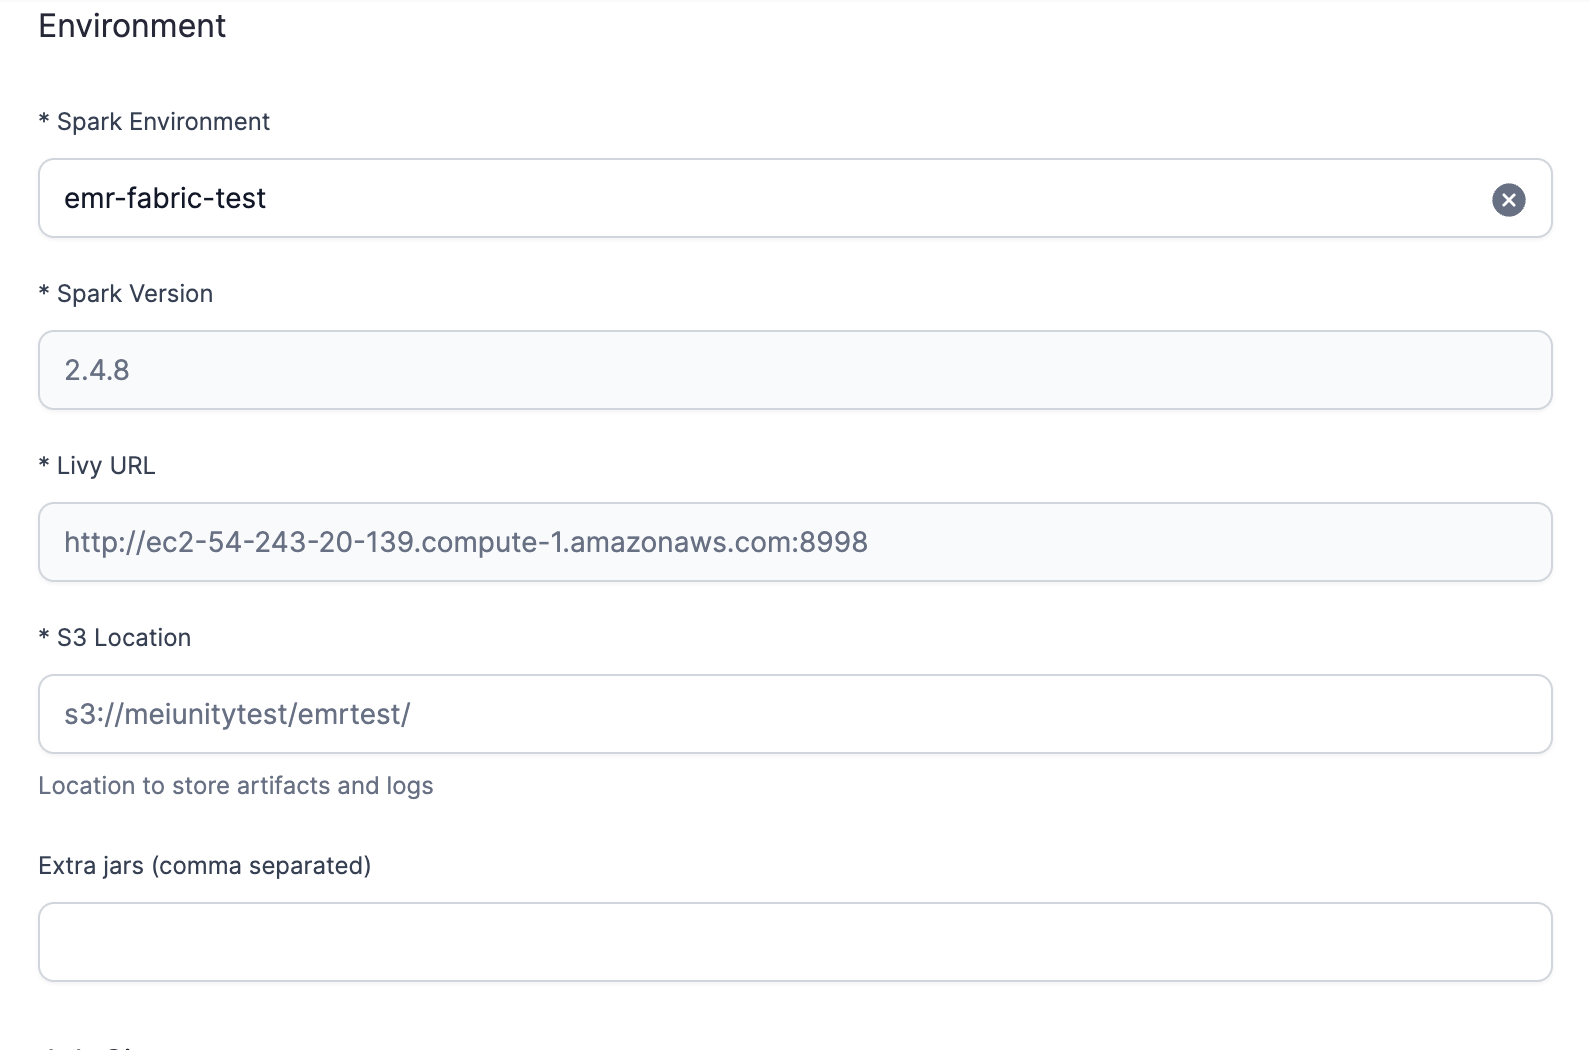 Environment
* Spark Environment
emr-fabric-test
* Spark Version
2.4.8
* Livy URL
http://ec2-54-243-20-139.compute-1.amazonaws.com:8998
* S3 Location
s3://meiunitytest/emrtest/
Location to store artifacts and logs
Extra jars (comma separated)